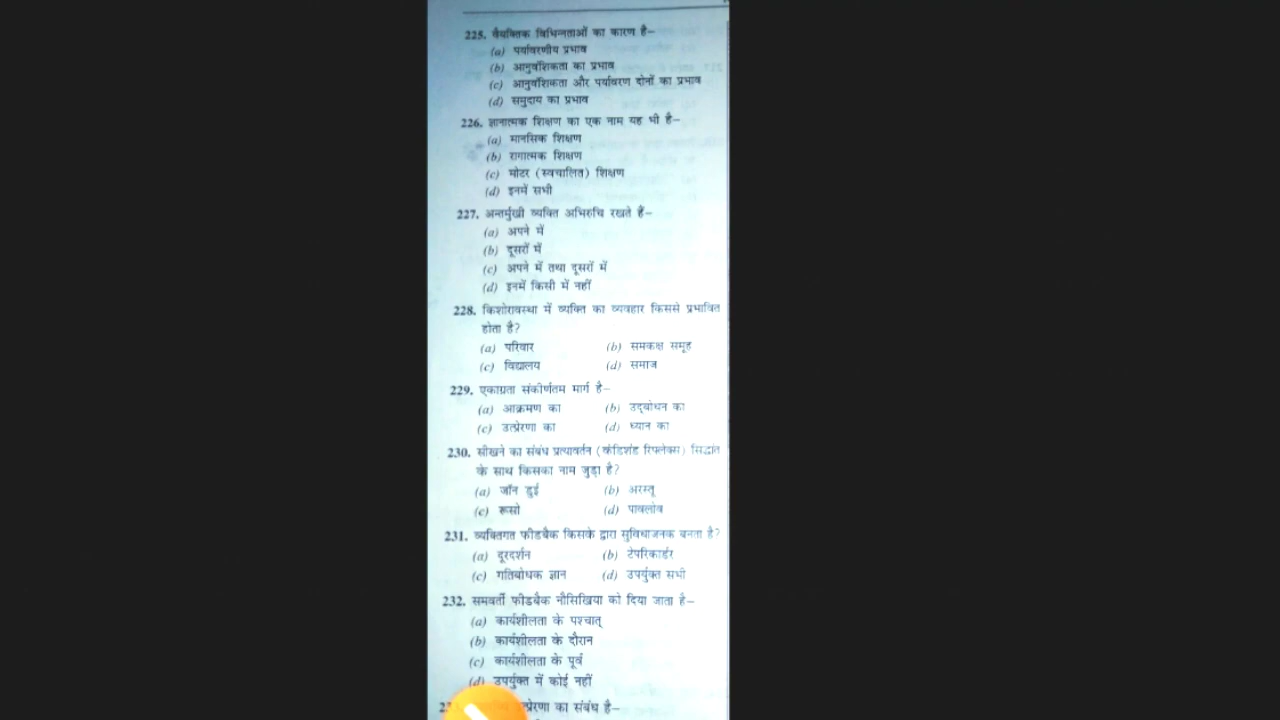 225. वैयक्तिक विभिन्नताओं का कारण है–
(a) पर्यावरणीय प्रभाव
(b) आनुवंशिकता का प्रभाव
(c) आनुवंशिकता और पर्यावरण दोनों का प्रभाव
(d) समुदाय का प्रभाव
226. ज्ञानात्मक शिक्षण का एक नाम यह भी है–
(a) मानसिक शिक्षण
(b) रागात्मक शिक्षण
(c) मोटर (स्वचालित) शिक्षण
(d) इनमें सभी
227. अन्तर्मुखी व्यक्ति अभिरुचि रखते हैं–
(a) अपने में
(b) दूसरों में
(c) अपने में तथा दूसरों में
(d) इनमें किसी में नहीं
228. किशोरावस्था में व्यक्ति का व्यवहार किससे प्रभावित
होता है?
(a) परिवार (b) समकक्ष समूह
(c) विद्यालय (d) समाज
229. एकाग्रता संकीर्णतम मार्ग है–
(a) आक्रमण का (b) उद्बोधन का
(c) उत्प्रेरणा का (d) ध्यान का
230. सीखने का संबंध प्रत्यावर्तन (कंडिशंड रिफ्लेक्स) सिद्धांत
के साथ किसका नाम जुड़ा है?
(a) जॉन डुई (b) अरस्तू
(c) रूसो (d) पावलोव
231. व्यक्तिगत फीडबैक किसके द्वारा सुविधाजनक बनता है?
(a) दूरदर्शन (b) टेपरिकार्डर
(c) गतिबोधक ज्ञान (d) उपर्युक्त सभी
232. समवर्ती फीडबैक नौसिखिया को दिया जाता है–
(a) कार्यशीलता के पश्चात्
(b) कार्यशीलता के दौरान
(c) कार्यशीलता के पूर्व
(d) उपर्युक्त में कोई नहीं
का संबंध है–